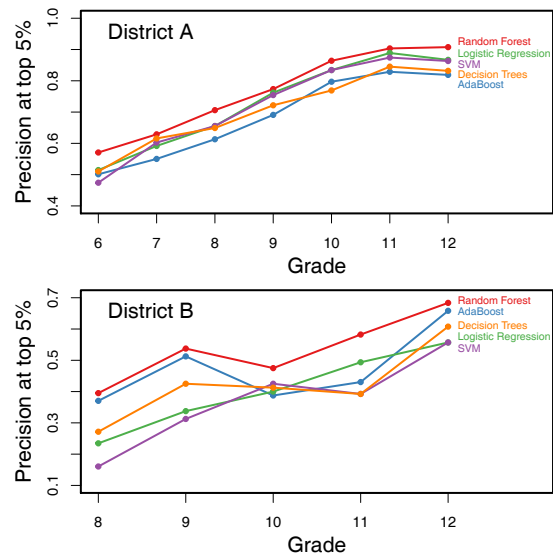 District A
Precision at top 5%
1.0
0.8
0.6
0.4
Random Forest
Logistic Regression
SVM
Decision Trees
AdaBoost
6 7 8 9 10 11 12
Grade
District B
Precision at top 5%
0.7
0.5
0.3
0.1
Random Forest
AdaBoost
Decision Trees
Logistic Regression
SVM
8 9 10 11 12
Grade